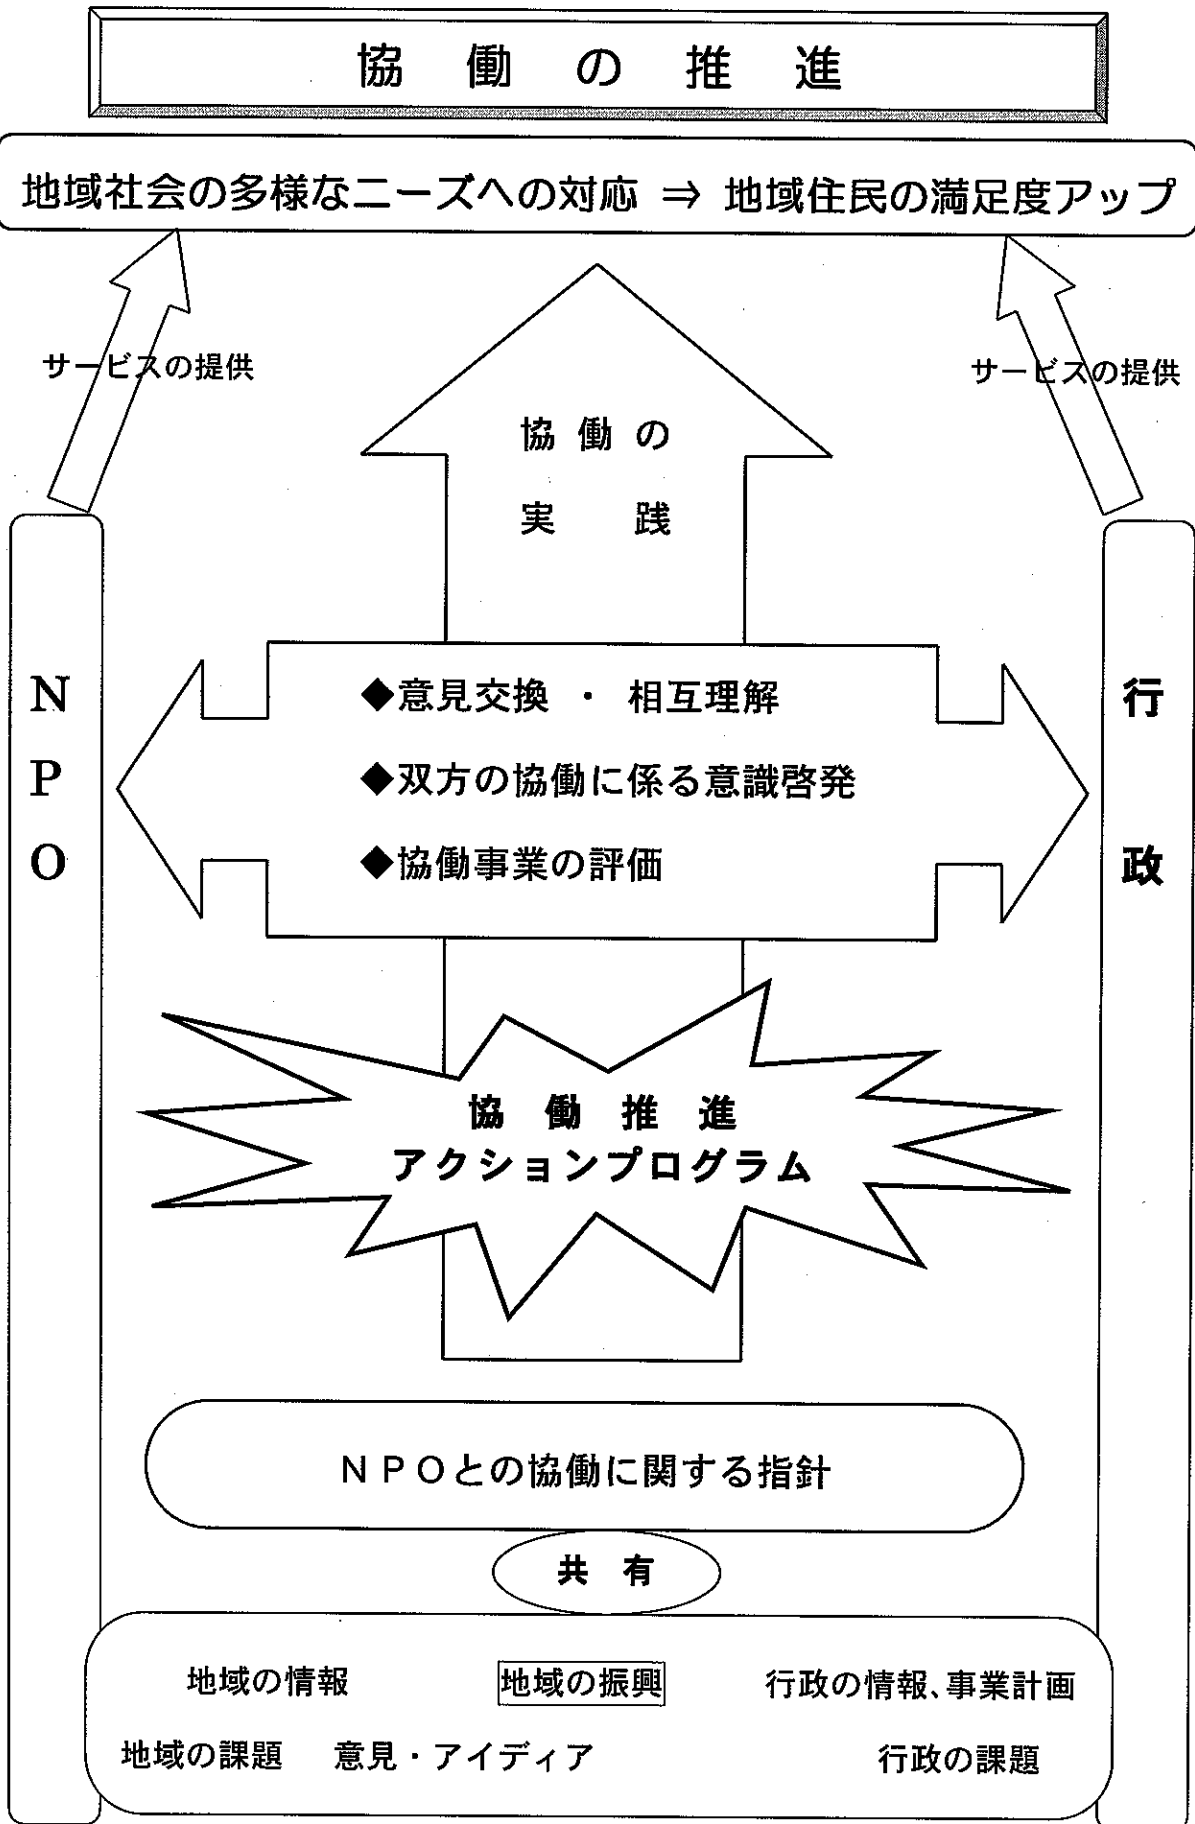 協働の推進
地域社会の多様なニーズへの対応 ⇒ 地域住民の満足度アップ
サービスの提供
サービスの提供
協働の
実践
NPO
行政
◆意見交換 ・ 相互理解
◆双方の協働に係る意識啓発
◆協働事業の評価
協働推進
アクションプログラム
ＮＰＯとの協働に関する指針
共有
地域の情報 地域の振興 行政の情報、事業計画
地域の課題 意見・アイディア 行政の課題